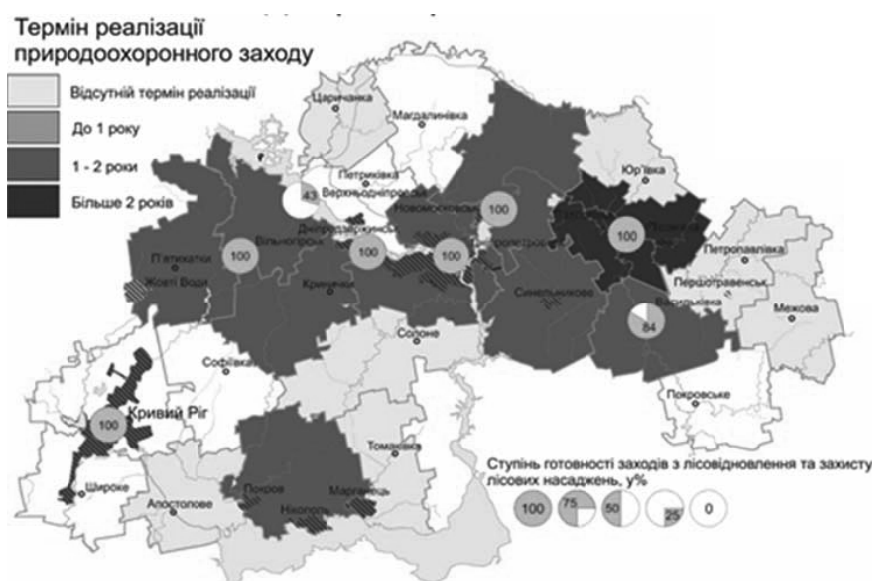 Термін реалізації
природоохоронного заходу
Відсутній термін реалізації
До 1 року
1 - 2 роки
Більше 2 років
Царичанка
Магдалинівка
Юр'ївка
Петриківка
43
Верхньодніпровськ
Новомосковськ
100
100
Дніпродзержинськ
Вільногірськ
100
100
100
Петропавлівка
П'ятихатки
Жовті Води
Кринички
Синельникове
Першотравенськ
Васильківка
Межова
84
Солоне
Софіївка
Покровське
Кривий Ріг
100
Томаківка
Широке
Апостолове
Покров
Марганець
Нікополь
Ступінь готовності заходів з лісовідновлення та захисту
лісових насаджень, у%
100 75 50 25 0